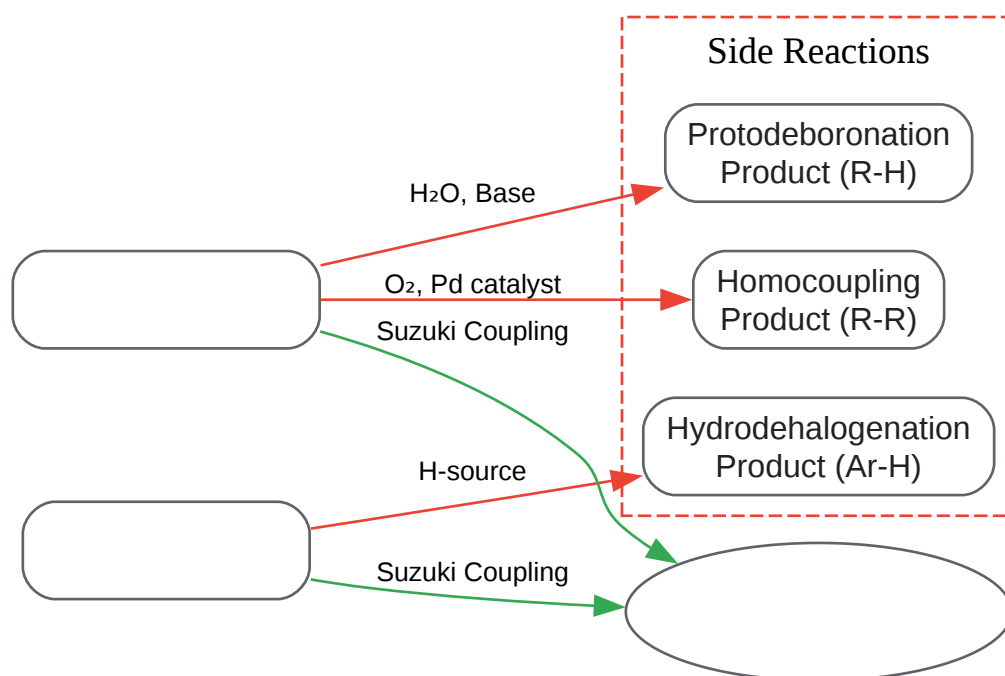 Side Reactions
Protodeboronation
Product (R-H)
H₂O, Base
O₂, Pd catalyst
Homocoupling
Product (R-R)
Suzuki Coupling
Hydrodehalogenation
Product (Ar-H)
H-source
Suzuki Coupling